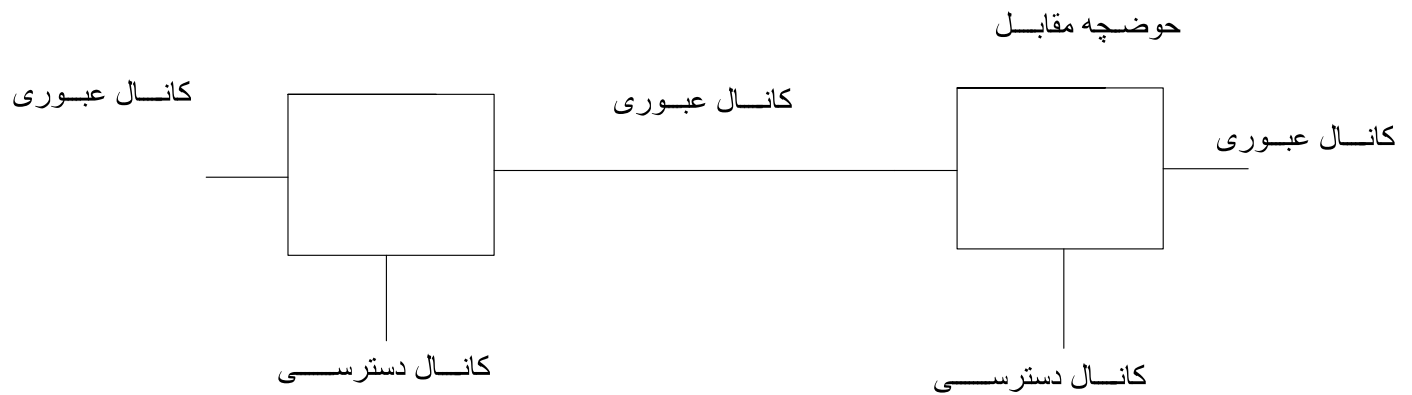 حوضچه مقابل
کانال عبوری
کانال عبوری
کانال عبوری
کانال دسترسی
کانال دسترسی